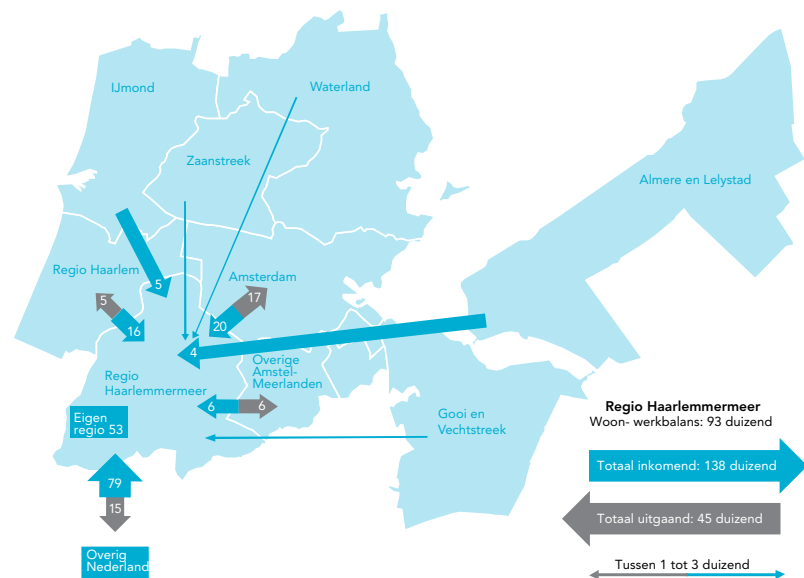 IJmond
Waterland
Zaanstreek
Almere en Lelystad
Regio Haarlem
5
Amsterdam
5
17
16
20
4
Overige
Amstel-
Meerlanden
Regio
Haarlemmermeer
6
6
Eigen
regio 53
Gooi en
Vechtstreek
79
15
Overig
Nederland
Regio Haarlemmermeer
Woon- werkbalans: 93 duizend
Totaal inkomend: 138 duizend
Totaal uitgaand: 45 duizend
Tussen 1 tot 3 duizend